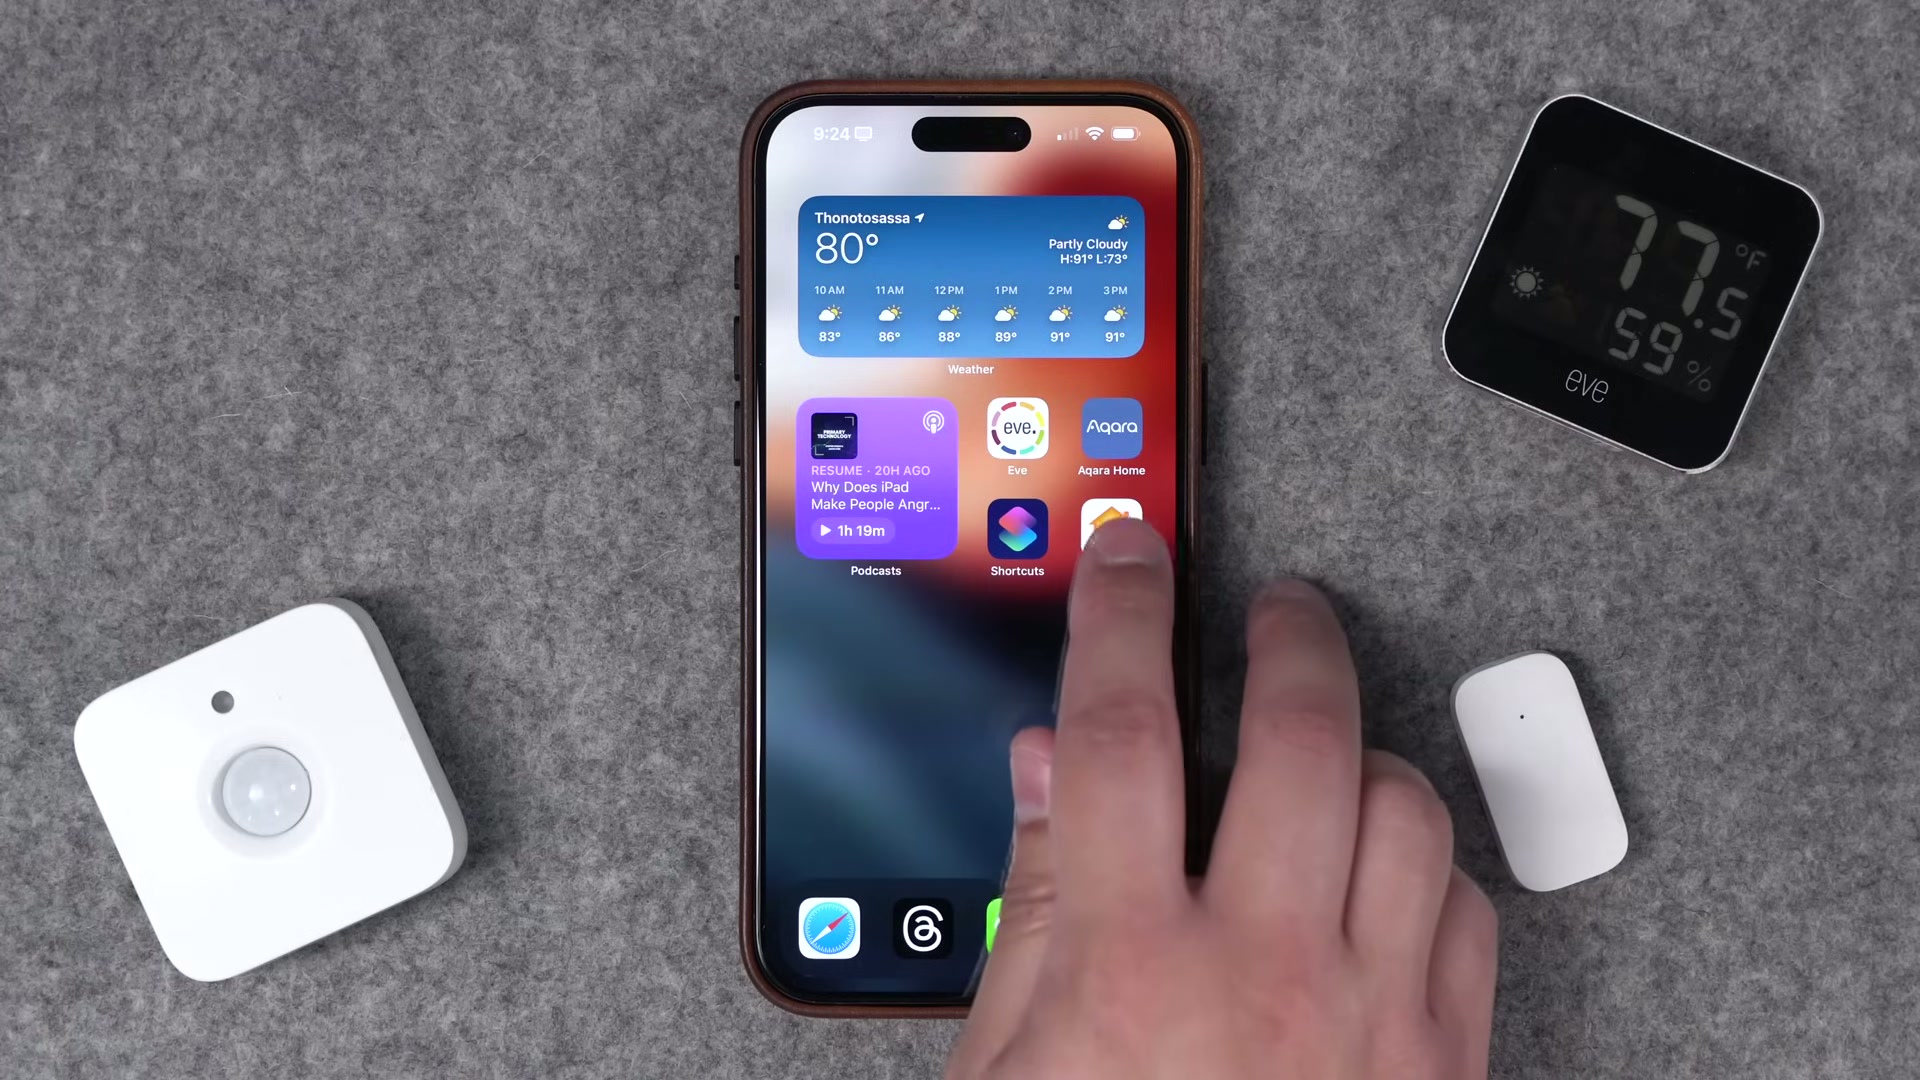 9:24
Thonotosassa
80°
Partly Cloudy
H:91° L:73°
10 AM 11 AM 12 PM 1 PM 2 PM 3 PM
83° 86° 88° 89° 91° 91°
Weather
PRIMARY
TECHNOLOGY
RESUME · 20H AGO
Why Does iPad
Make People Angr...
1h 19m
Podcasts
eve.
Eve
Aqara
Aqara Home
Shortcuts
77.5 °F
59 %
eve